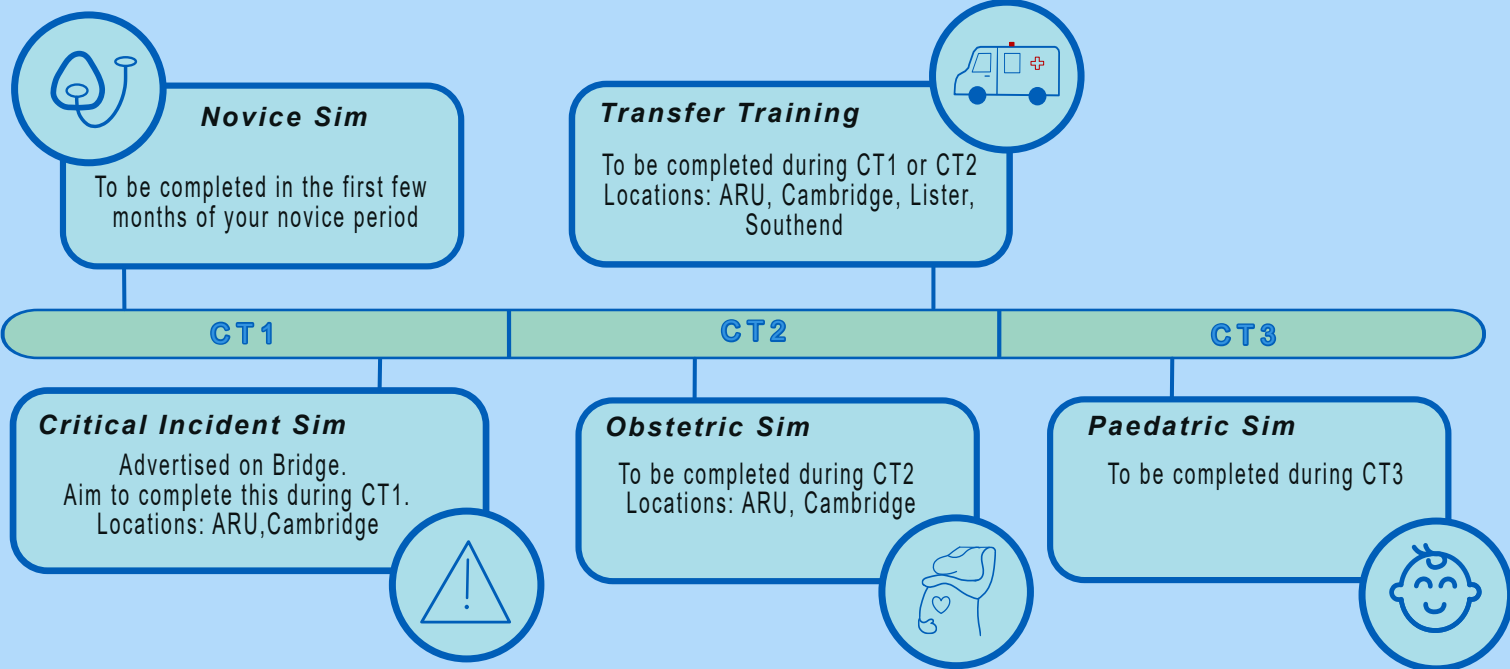 Novice Sim
To be completed in the first few
months of your novice period
Transfer Training
To be completed during CT1 or CT2
Locations: ARU, Cambridge, Lister,
Southend
CT1
CT2
CT3
Critical Incident Sim
Advertised on Bridge.
Aim to complete this during CT1.
Locations: ARU,Cambridge
Obstetric Sim
To be completed during CT2
Locations: ARU, Cambridge
Paedatric Sim
To be completed during CT3